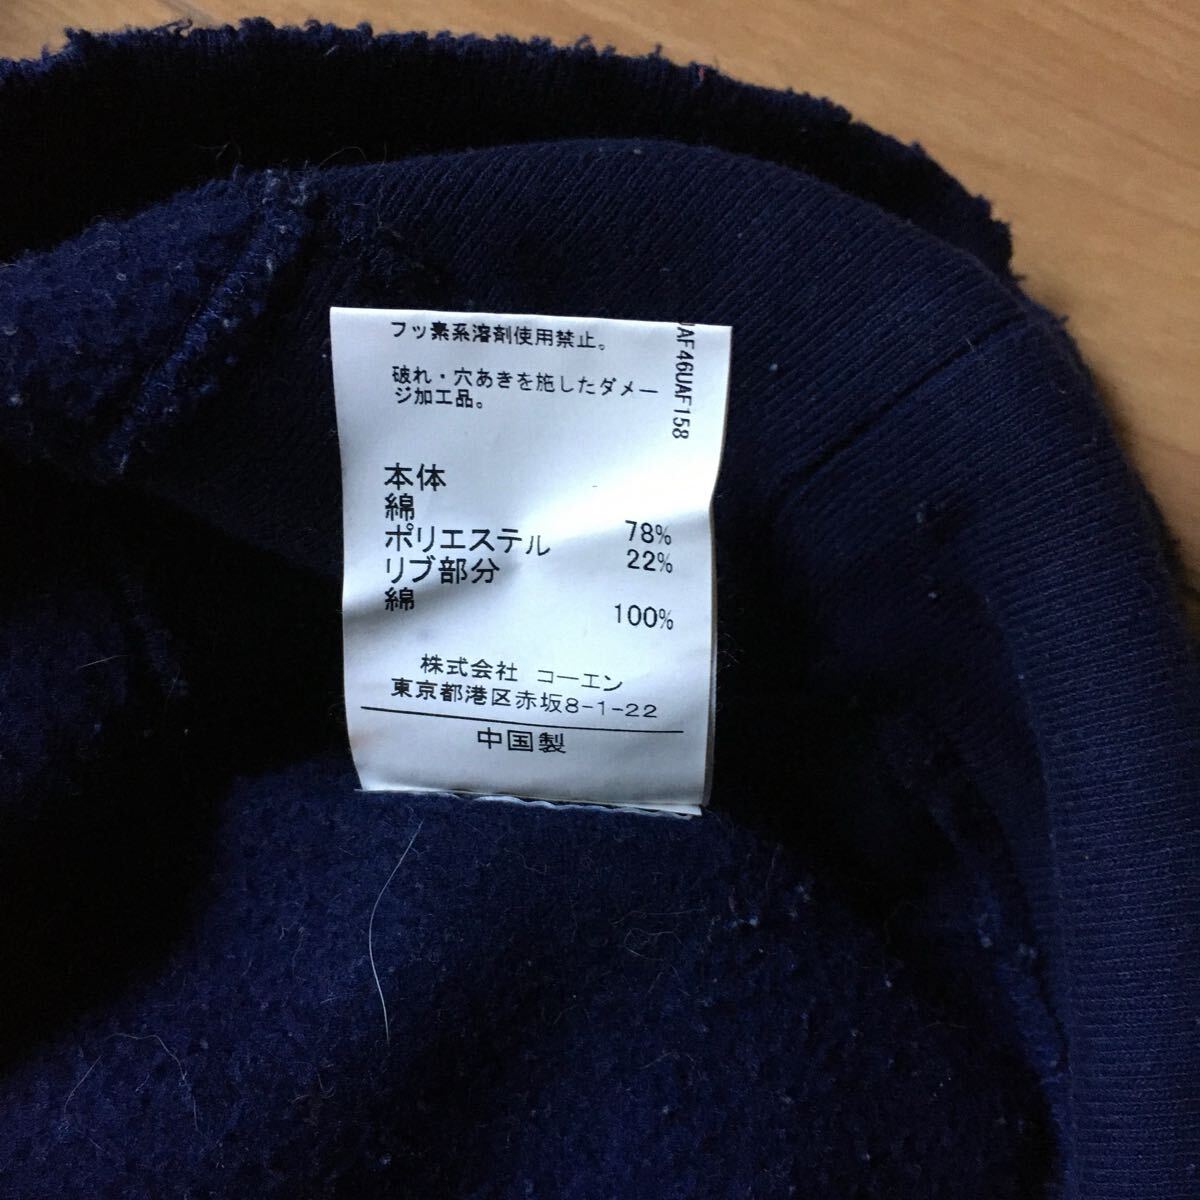 フッ素系溶剤使用禁止。
破れ・穴あきを施したダメー
ジ加工品。
本体
綿 78%
ポリエステル 22%
リブ部分
綿 100%
株式会社 コーエン
東京都港区赤坂8-1-22
中国製
UAF46UAF158